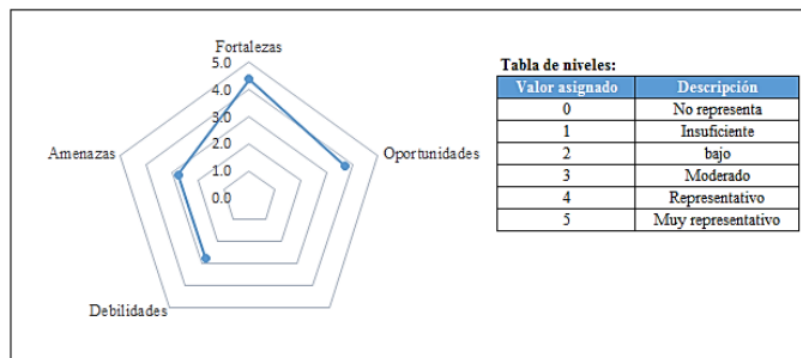 Fortalezas
5.0
4.0
3.0
2.0
1.0
0.0
Amenazas
Oportunidades
Debilidades
Tabla de niveles:
Valor asignado Descripción
0 No representa
1 Insuficiente
2 bajo
3 Moderado
4 Representativo
5 Muy representativo